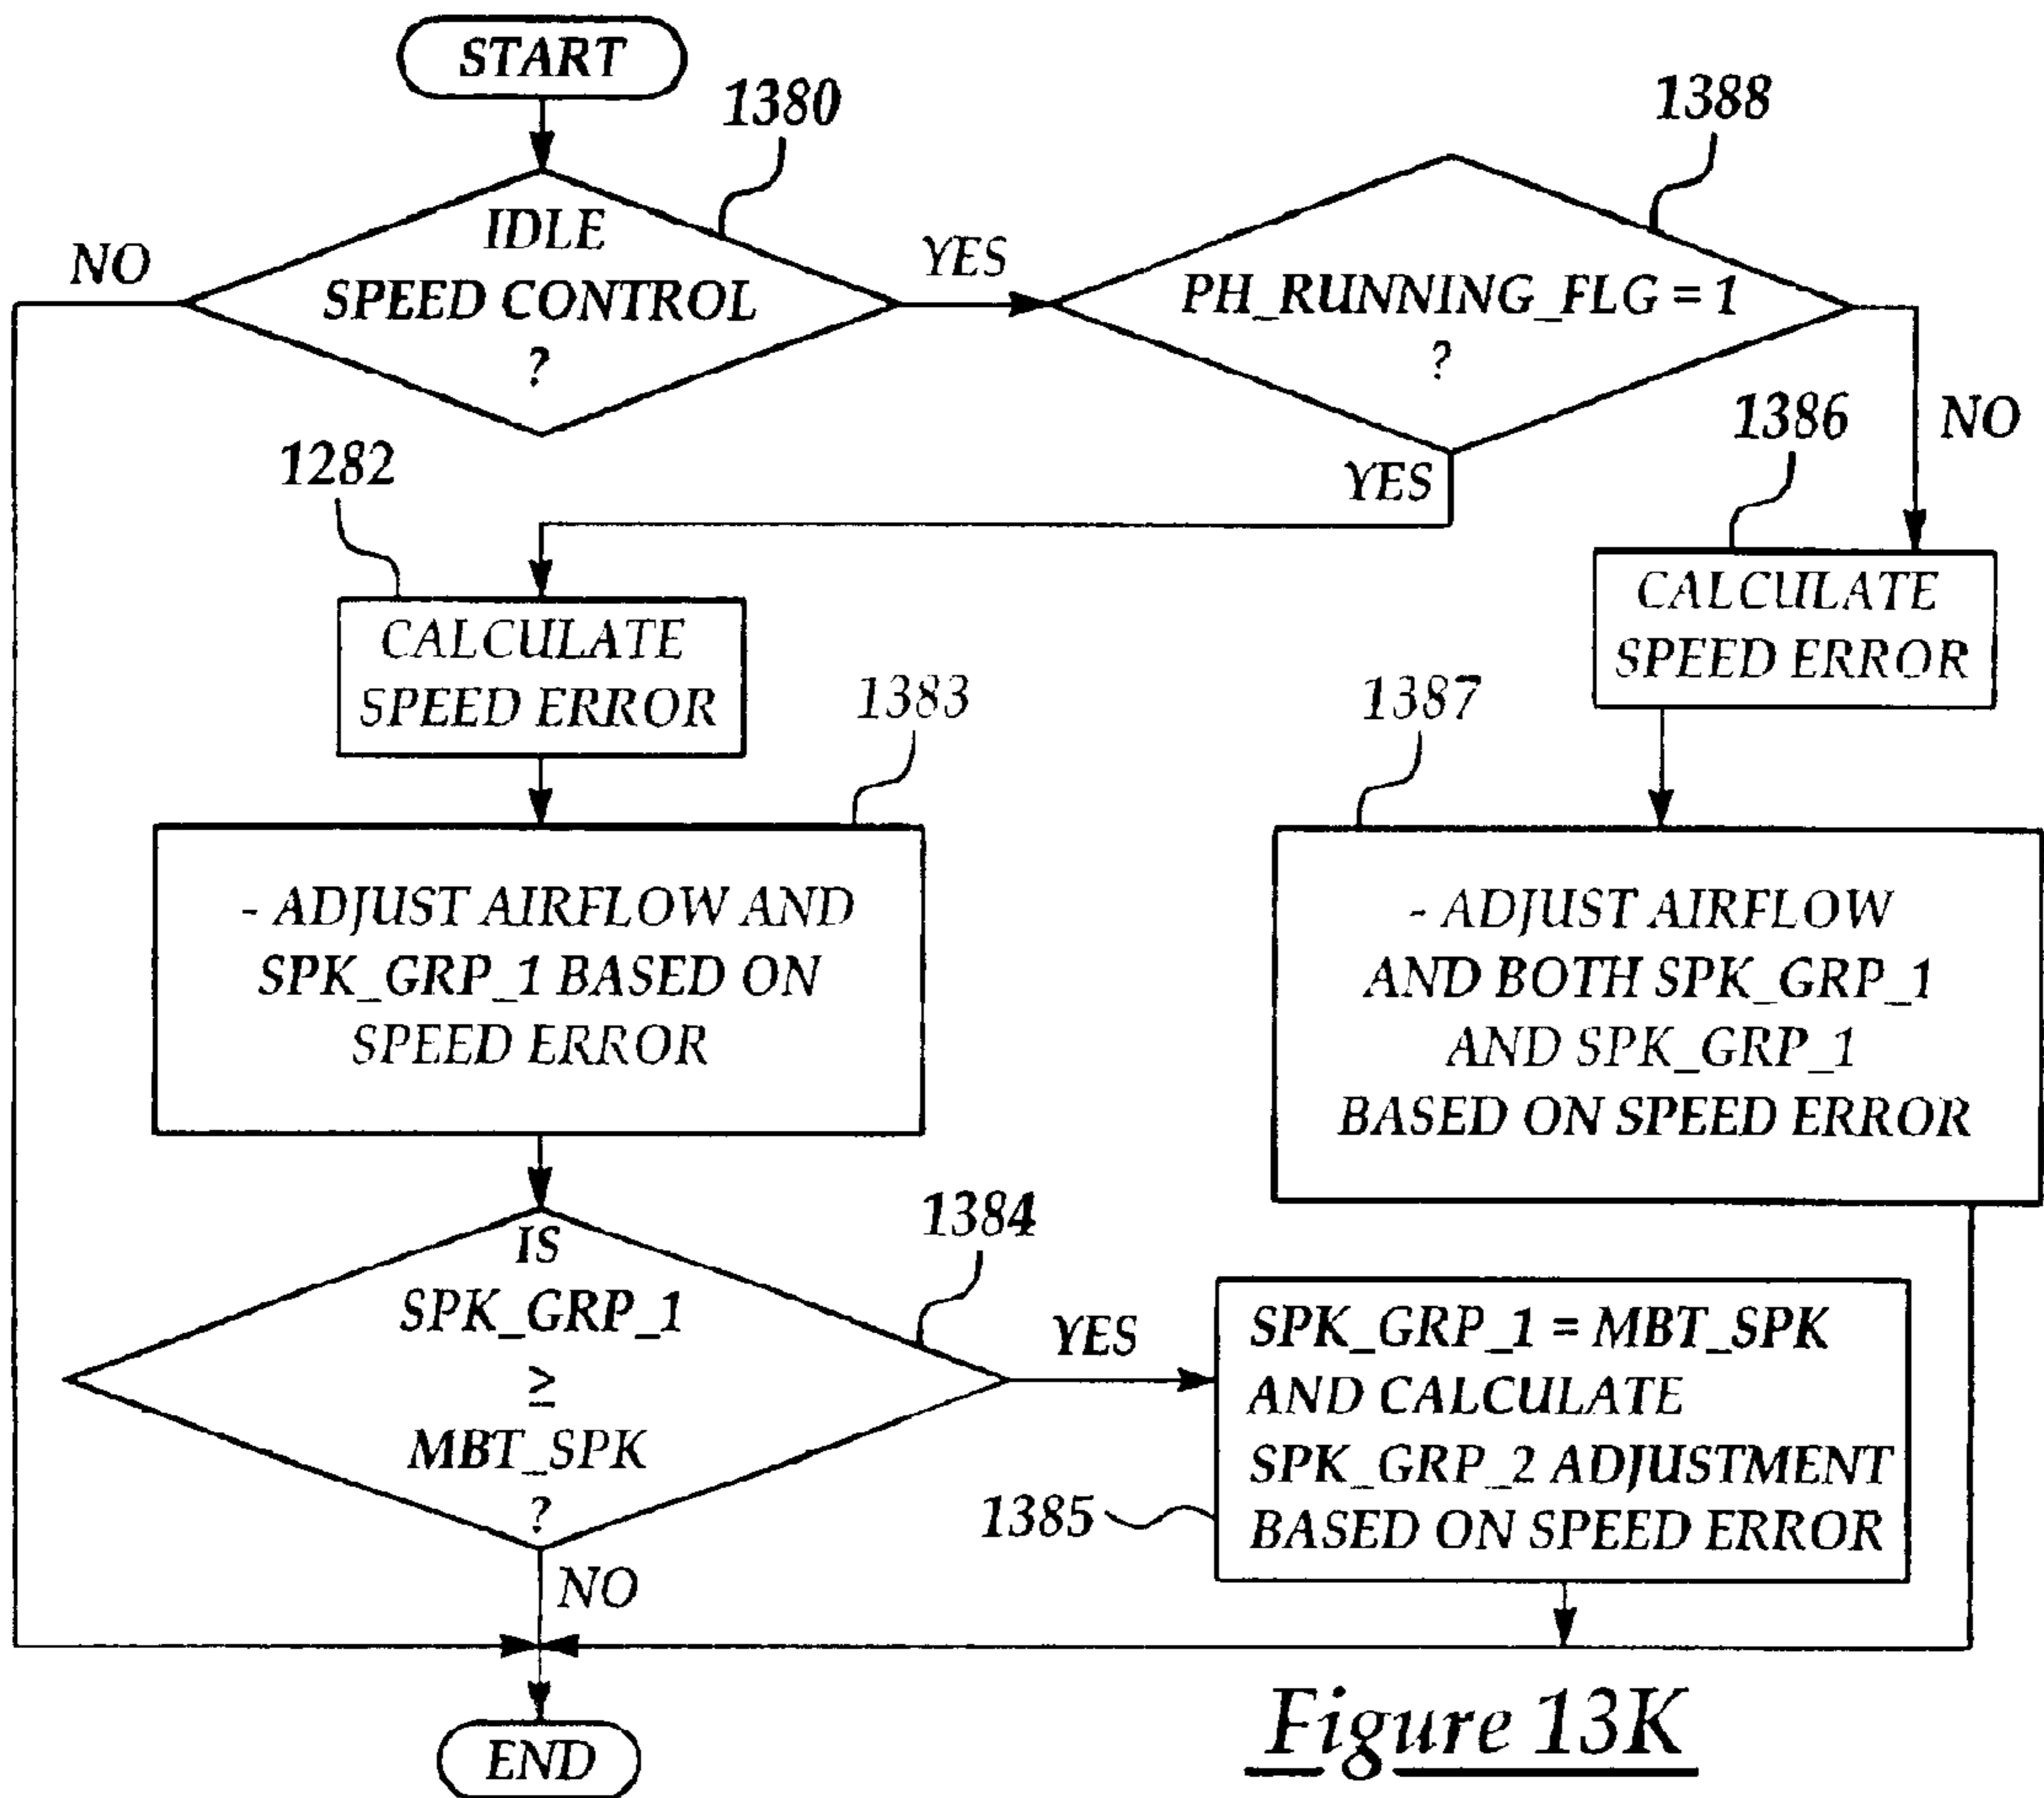 START
1380
IDLE
SPEED CONTROL
?
NO
YES
1388
PH_RUNNING_FLG = 1
?
YES
NO
1282
CALCULATE
SPEED ERROR
1386
CALCULATE
SPEED ERROR
1383
- ADJUST AIRFLOW AND
SPK_GRP_1 BASED ON
SPEED ERROR
1387
- ADJUST AIRFLOW
AND BOTH SPK_GRP_1
AND SPK_GRP_1
BASED ON SPEED ERROR
1384
IS
SPK_GRP_1
≥
MBT_SPK
?
YES
NO
SPK_GRP_1 = MBT_SPK
AND CALCULATE
SPK_GRP_2 ADJUSTMENT
BASED ON SPEED ERROR
1385
END
Figure 13K